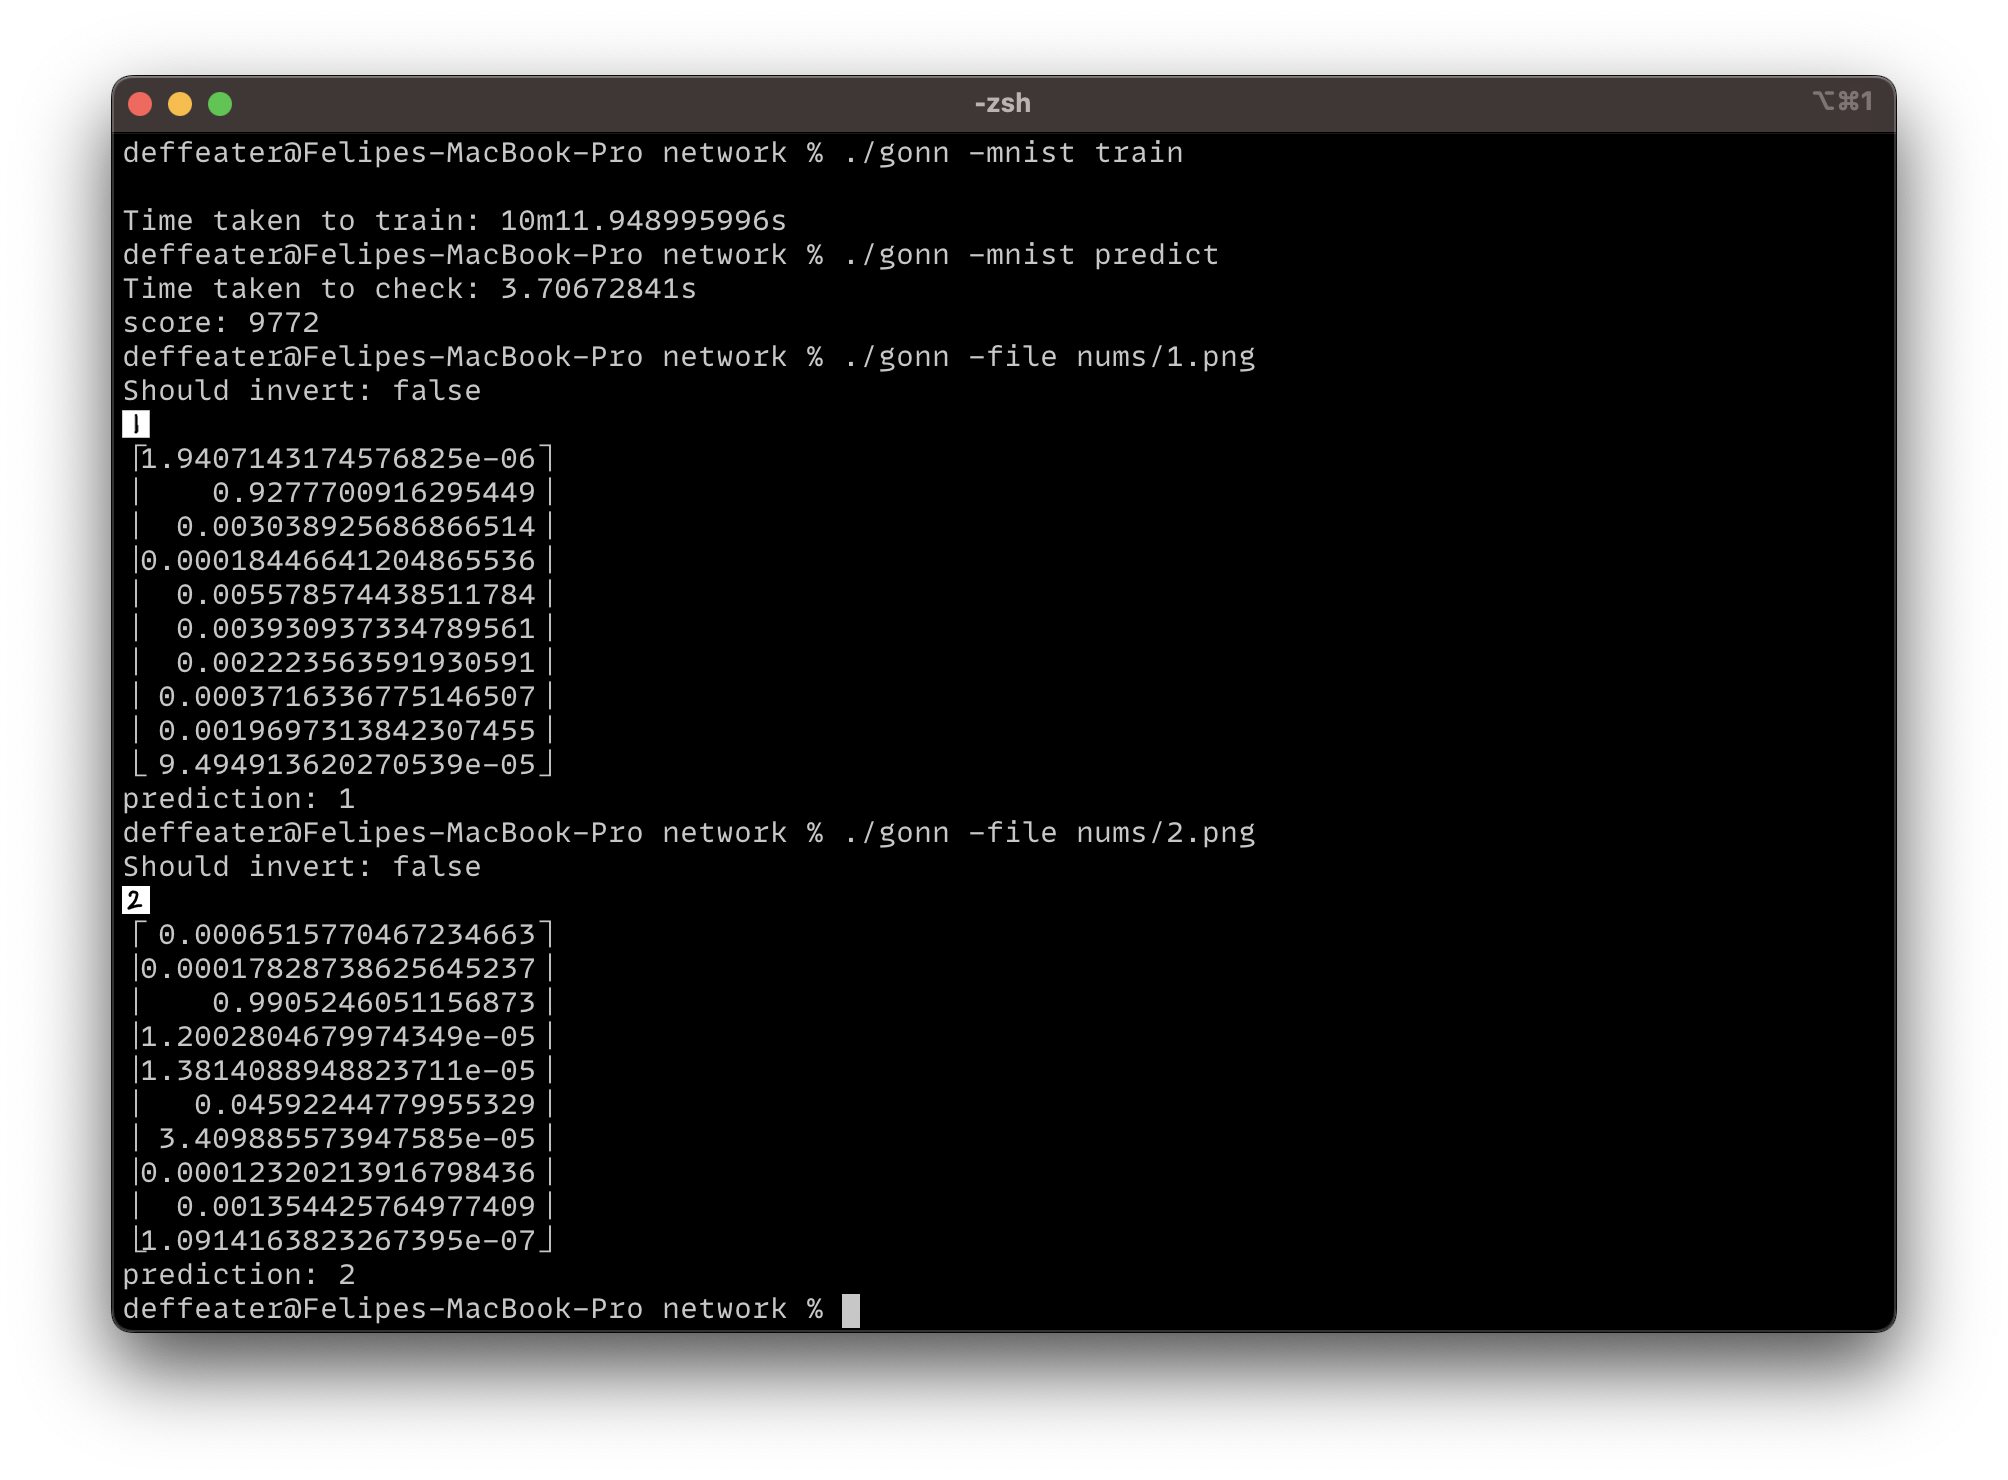 -zsh
⌥⌘1
deffeater@Felipes-MacBook-Pro network % ./gonn -mnist train
Time taken to train: 10m11.948995996s
deffeater@Felipes-MacBook-Pro network % ./gonn -mnist predict
Time taken to check: 3.70672841s
score: 9772
deffeater@Felipes-MacBook-Pro network % ./gonn -file nums/1.png
Should invert: false
1
⎡1.9407143174576825e-06⎤
⎢    0.9277700916295449⎥
⎢  0.003038925686866514⎥
⎢0.00018446641204865536⎥
⎢  0.005578574438511784⎥
⎢  0.003930937334789561⎥
⎢  0.002223563591930591⎥
⎢ 0.0003716336775146507⎥
⎢ 0.0019697313842307455⎥
⎣ 9.494913620270539e-05⎦
prediction: 1
deffeater@Felipes-MacBook-Pro network % ./gonn -file nums/2.png
Should invert: false
2
⎡ 0.0006515770467234663⎤
⎢0.00017828738625645237⎥
⎢    0.9905246051156873⎥
⎢1.2002804679974349e-05⎥
⎢1.3814088948823711e-05⎥
⎢   0.04592244779955329⎥
⎢ 3.409885573947585e-05⎥
⎢0.00012320213916798436⎥
⎢  0.001354425764977409⎥
⎣1.0914163823267395e-07⎦
prediction: 2
deffeater@Felipes-MacBook-Pro network %